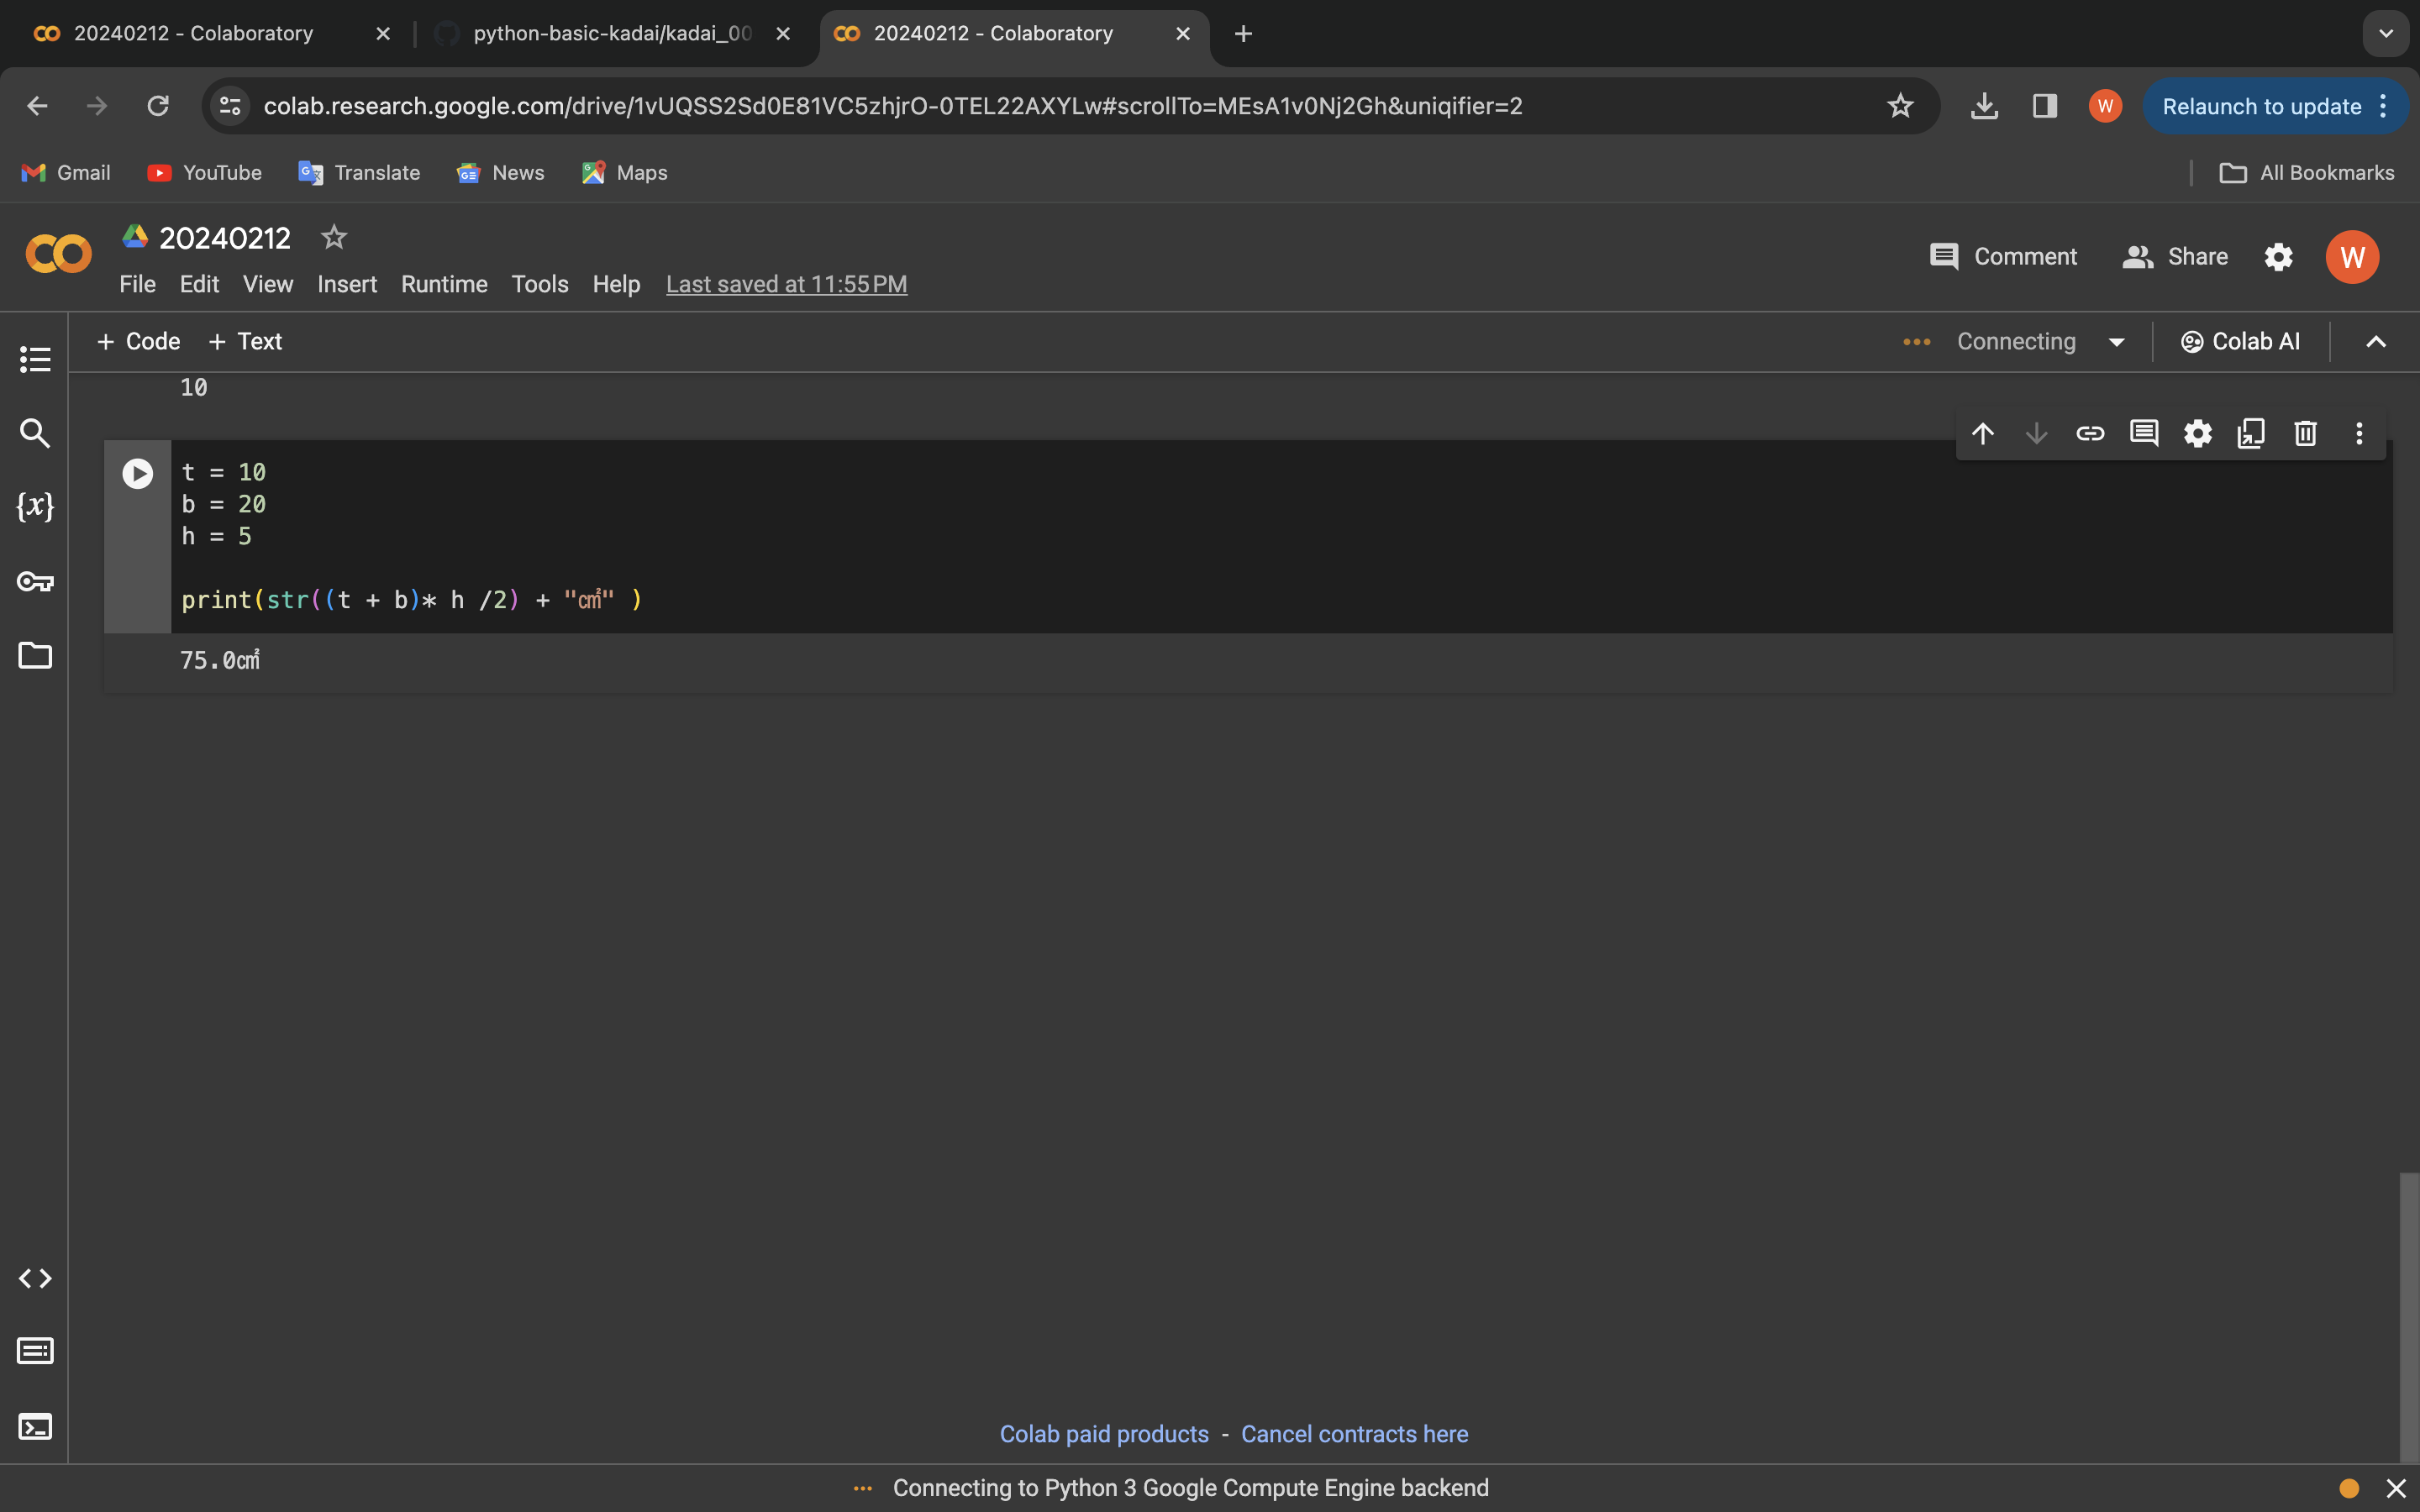 20240212 - Colaboratory
python-basic-kadai/kadai_00
20240212 - Colaboratory
colab.research.google.com/drive/1vUQSS2Sd0E81VC5zhjrO-0TEL22AXYLw#scrollTo=MEsA1v0Nj2Gh&uniqifier=2
W
Relaunch to update
Gmail
YouTube
Translate
News
Maps
All Bookmarks
20240212
Comment
Share
W
File Edit View Insert Runtime Tools Help Last saved at 11:55 PM
+ Code + Text
Connecting
Colab AI
10
t = 10
b = 20
h = 5
print(str((t + b)* h /2) + "㎠" )
75.0㎠
{x}
Colab paid products - Cancel contracts here
Connecting to Python 3 Google Compute Engine backend